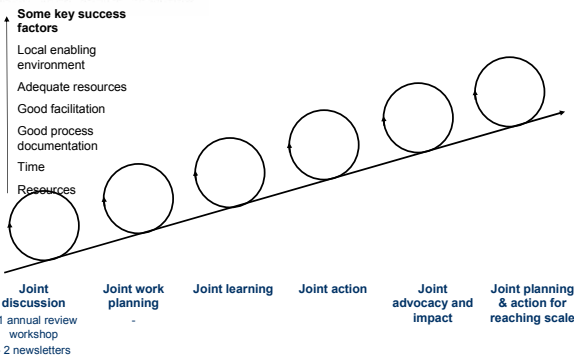 Some key success
factors
Local enabling
environment
Adequate resources
Good facilitation
Good process
documentation
Time
Resources
Joint
discussion
1 annual review
workshop
2 newsletters
Joint work
planning
-
Joint learning
Joint action
Joint
advocacy and
impact
Joint planning
& action for
reaching scale